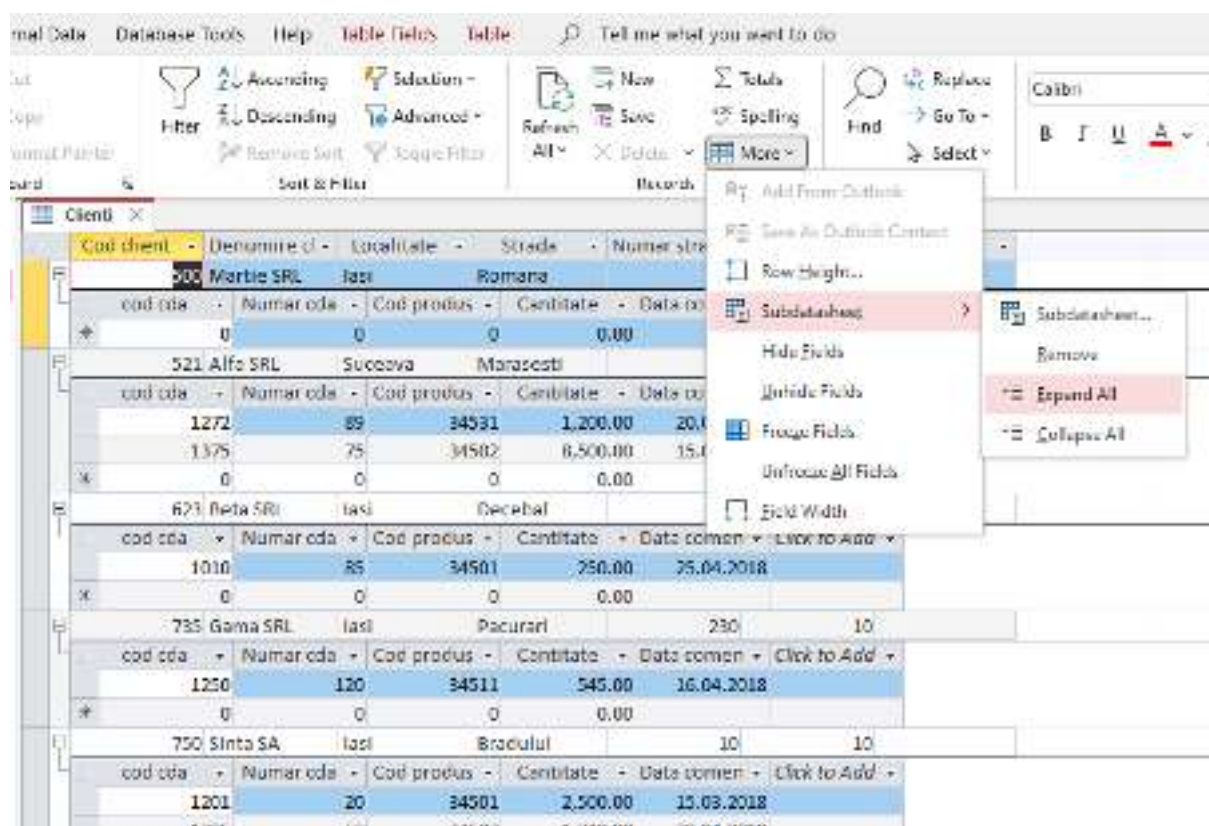 Database Tools Help Table Fields Table Tell me what you want to do
Ascending Selection New Totals Replace Calibri
Filter Descending Advanced Refresh All Save Spelling Find Go To B I U A
Remove Sort Toggle Filter Delete More Select
Sort & Filter Records
Clienti
Add From Outlook
Save As Outlook Contact
Row Height...
Subdatasheet
Hide Fields
Unhide Fields
Freeze Fields
Unfreeze All Fields
Field Width
Subdatasheet...
Remove
Expand All
Collapse All
Cod client Denumire cl Localitate Strada Numar stra
500 Martie SRL Iasi Romana
cod cda Numar cda Cod produs Cantitate
0 0 0 0.00
521 Alfa SRL Suceava Marasesti
cod cda Numar cda Cod produs Cantitate
1272 89 34531 1,200.00
1375 75 34502 8,500.00
0 0 0 0.00
623 Beta SRL Iasi Decebal
cod cda Numar cda Cod produs Cantitate Data comen Click to Add
1010 85 34501 250.00 25.04.2018
0 0 0 0.00
735 Gama SRL Iasi Pacurari 230 10
cod cda Numar cda Cod produs Cantitate Data comen Click to Add
1250 120 34511 545.00 16.04.2018
0 0 0 0.00
750 Sinta SA Iasi Bradului 10 10
cod cda Numar cda Cod produs Cantitate Data comen Click to Add
1201 20 34501 2,500.00 15.03.2018